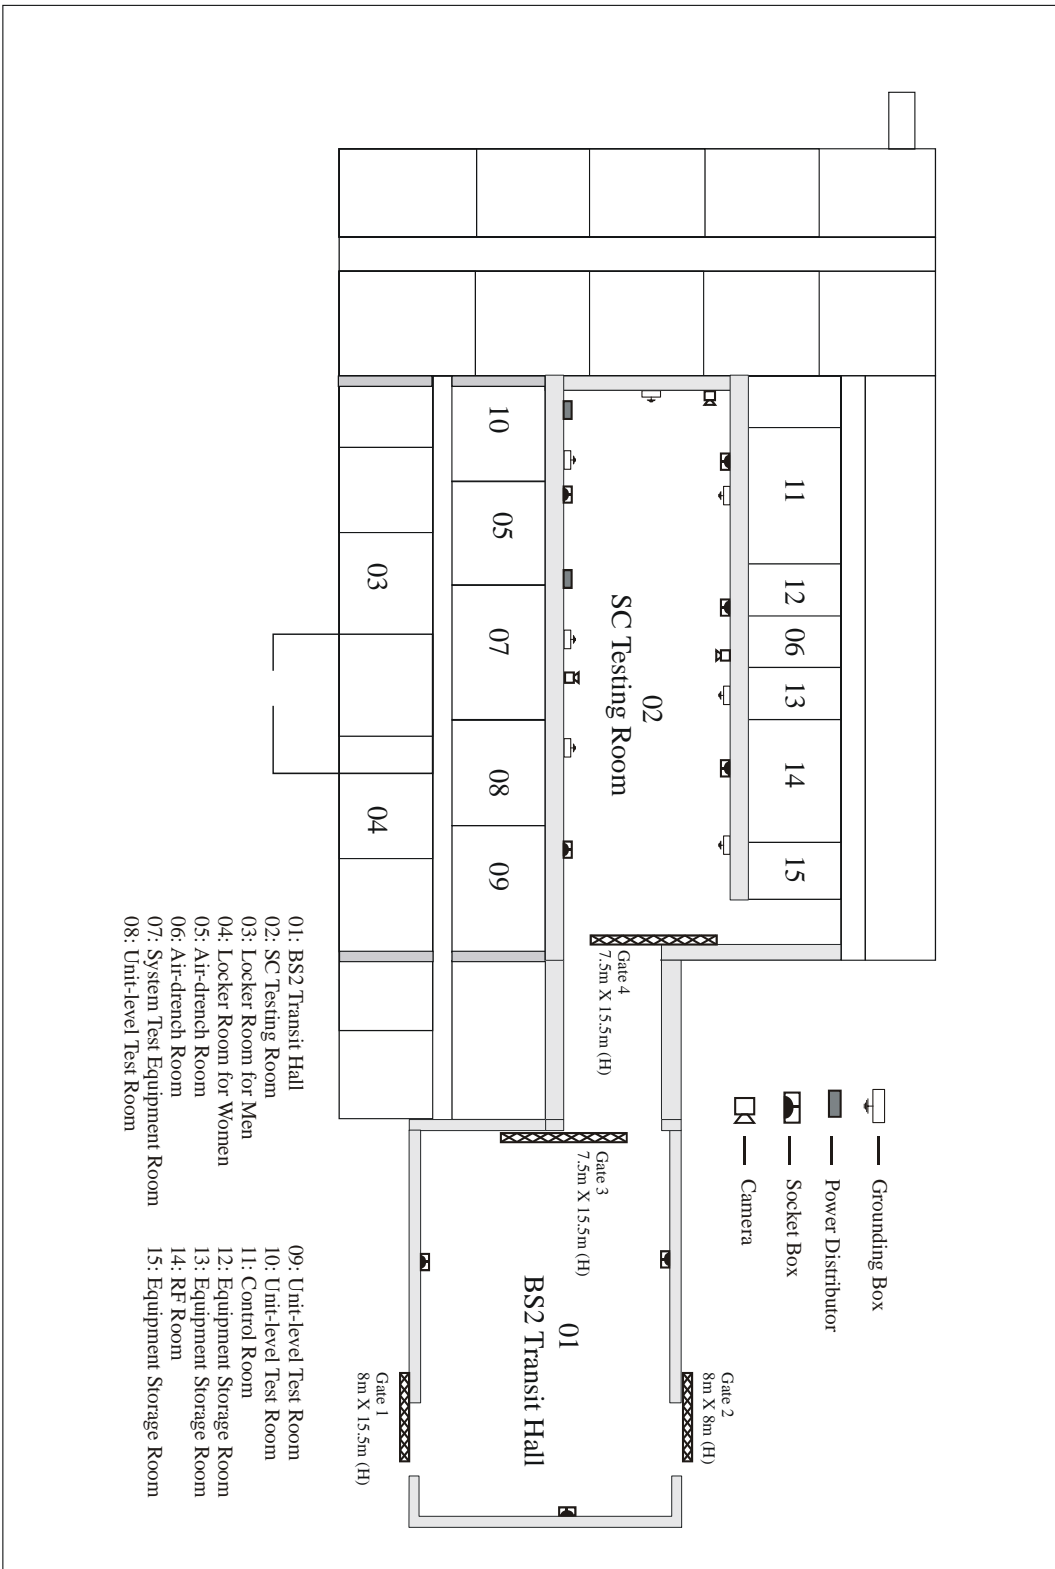 Grounding Box
Power Distributor
Socket Box
Camera
11
12
06
13
14
15
02
SC Testing Room
10
05
07
08
09
03
04
Gate 4
7.5m X 15.5m (H)
Gate 3
7.5m X 15.5m (H)
Gate 2
8m X 8m (H)
01
BS2 Transit Hall
Gate 1
8m X 15.5m (H)
01: BS2 Transit Hall
02: SC Testing Room
03: Locker Room for Men
04: Locker Room for Women
05: Air-drench Room
06: Air-drench Room
07: System Test Equipment Room
08: Unit-level Test Room
09: Unit-level Test Room
10: Unit-level Test Room
11: Control Room
12: Equipment Storage Room
13: Equipment Storage Room
14: RF Room
15: Equipment Storage Room